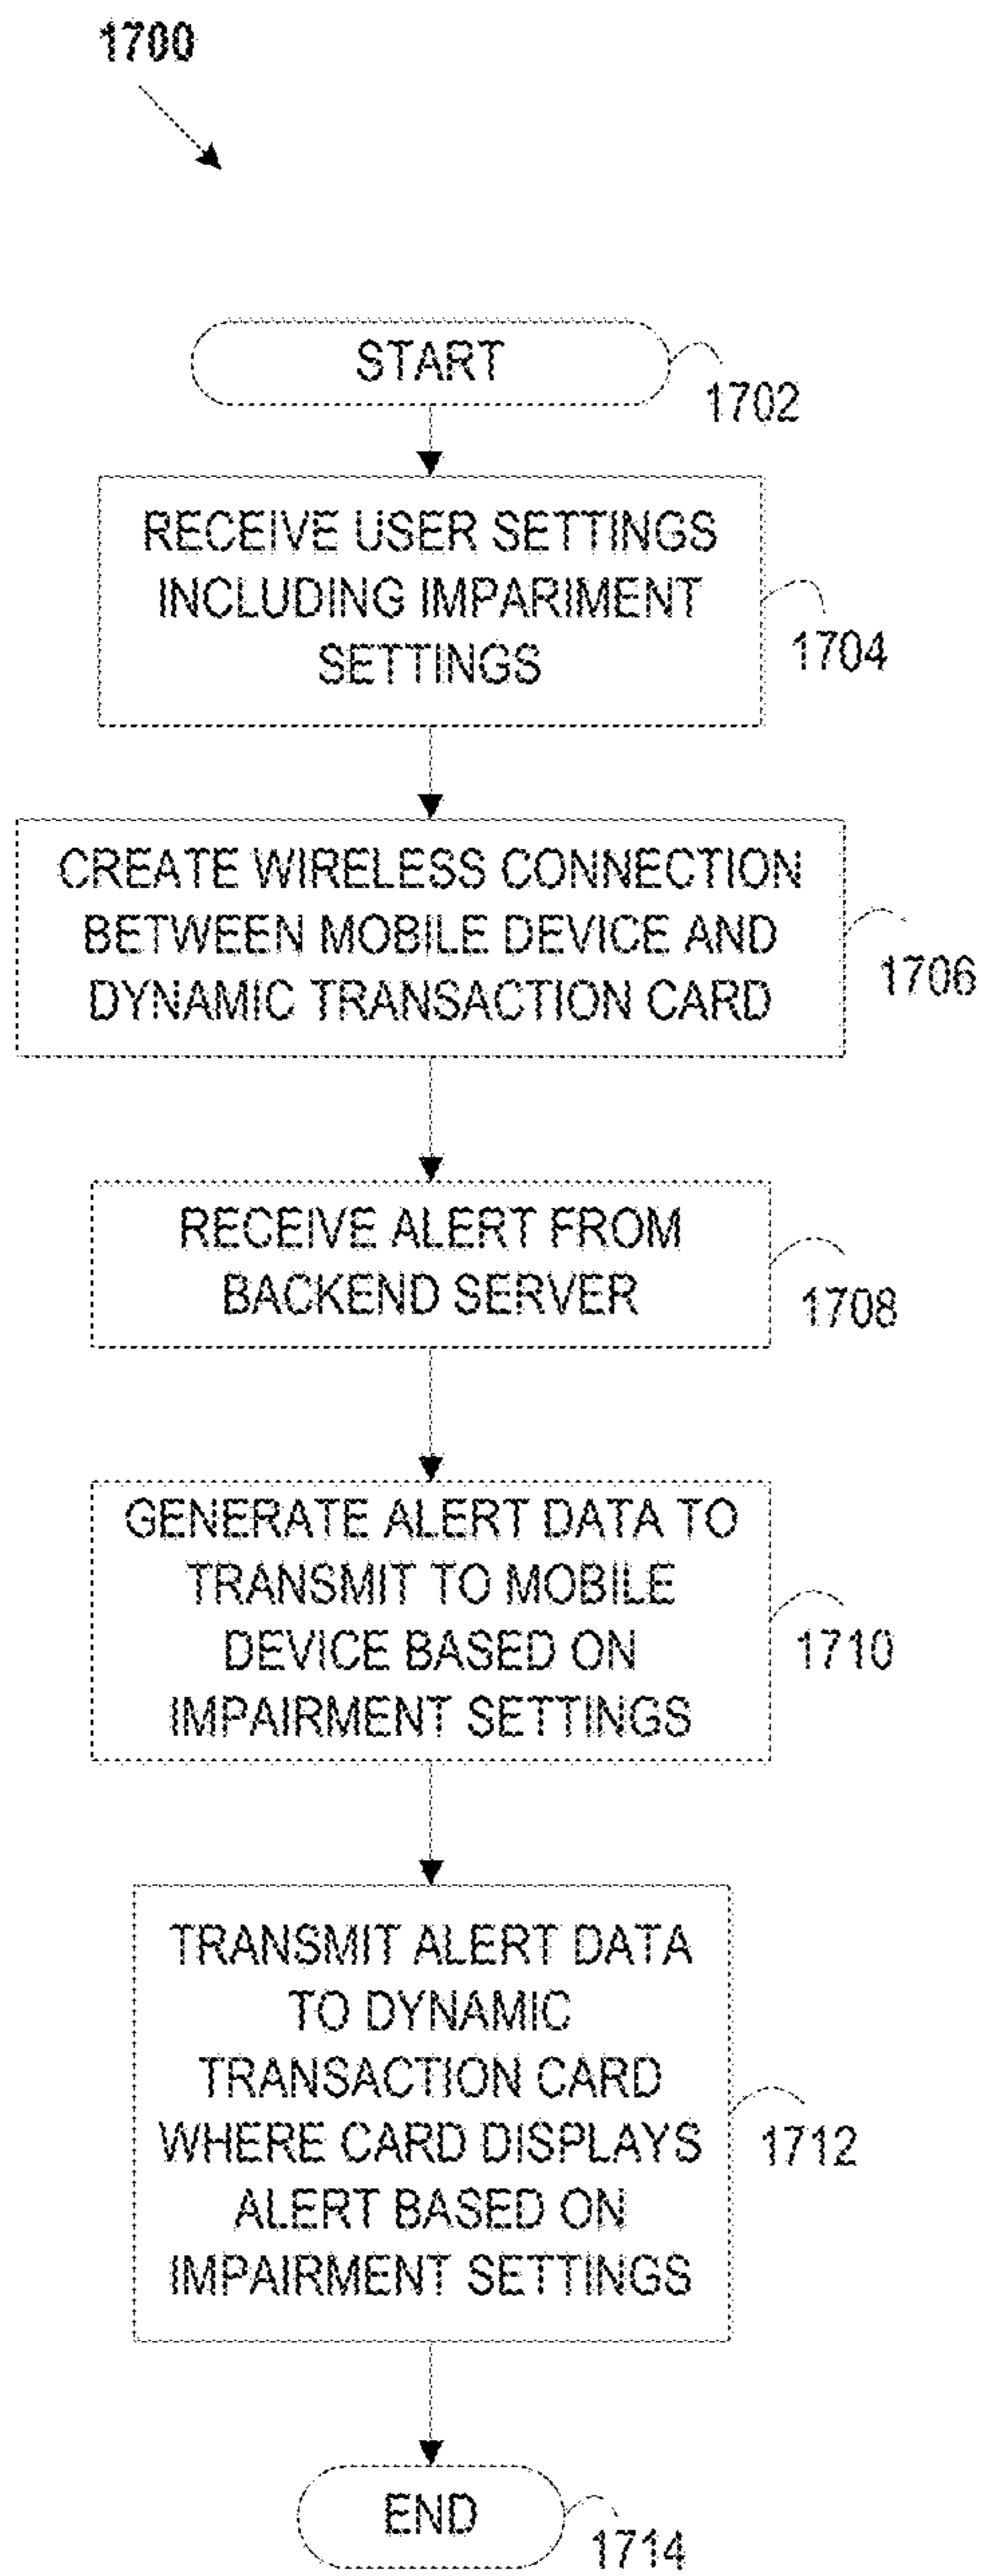 1700
START
1702
RECEIVE USER SETTINGS
INCLUDING IMPARIMENT
SETTINGS
1704
CREATE WIRELESS CONNECTION
BETWEEN MOBILE DEVICE AND
DYNAMIC TRANSACTION CARD
1706
RECEIVE ALERT FROM
BACKEND SERVER
1708
GENERATE ALERT DATA TO
TRANSMIT TO MOBILE
DEVICE BASED ON
IMPAIRMENT SETTINGS
1710
TRANSMIT ALERT DATA
TO DYNAMIC
TRANSACTION CARD
WHERE CARD DISPLAYS
ALERT BASED ON
IMPAIRMENT SETTINGS
1712
END
1714